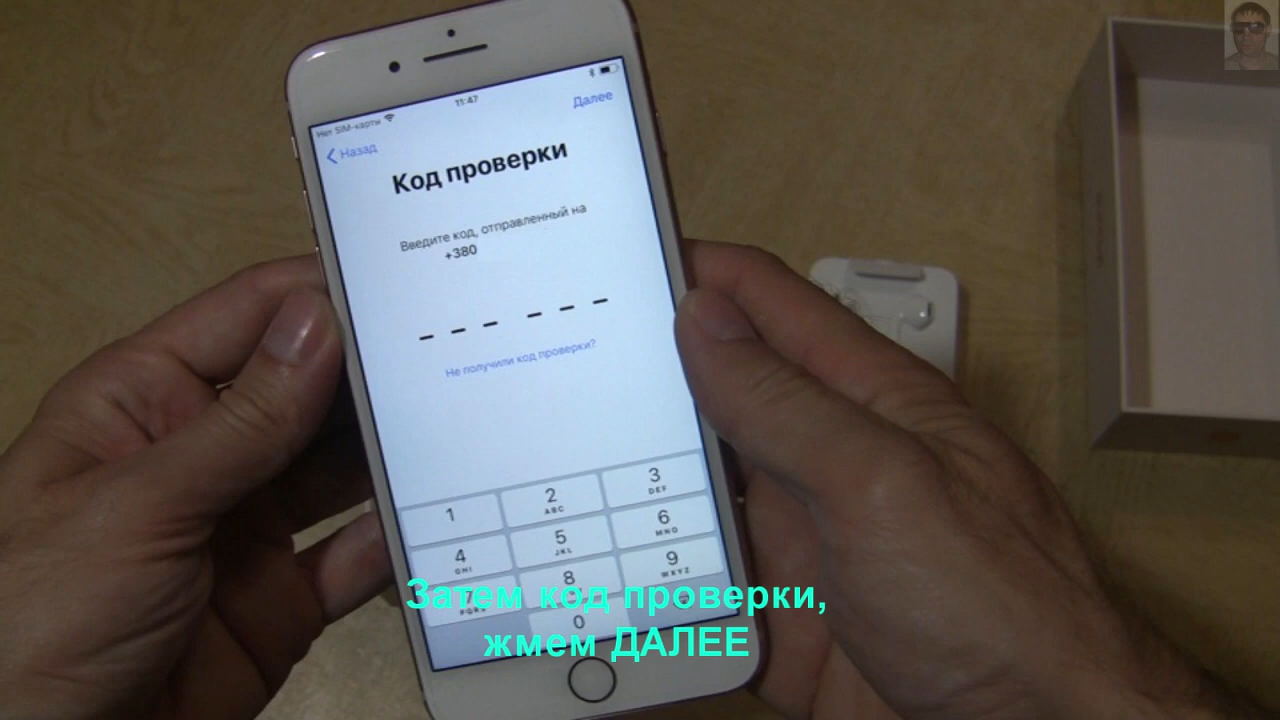 Нет SIM-карты
11:47
Назад
Далее
Код проверки
Введите код, отправленный на
+380
Не получили код проверки?
1
2
ABC
3
DEF
4
GHI
5
JKL
6
MNO
7
PQRS
8
9
WXYZ
0
Затем код проверки,
жмем ДАЛЕЕ